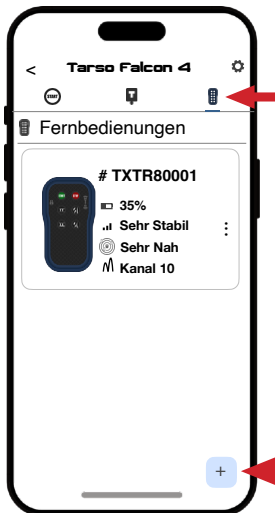 < Tarso Falcon 4
START T
Fernbedienungen
# TXTR80001
35%
Sehr Stabil
Sehr Nah
Kanal 10
+